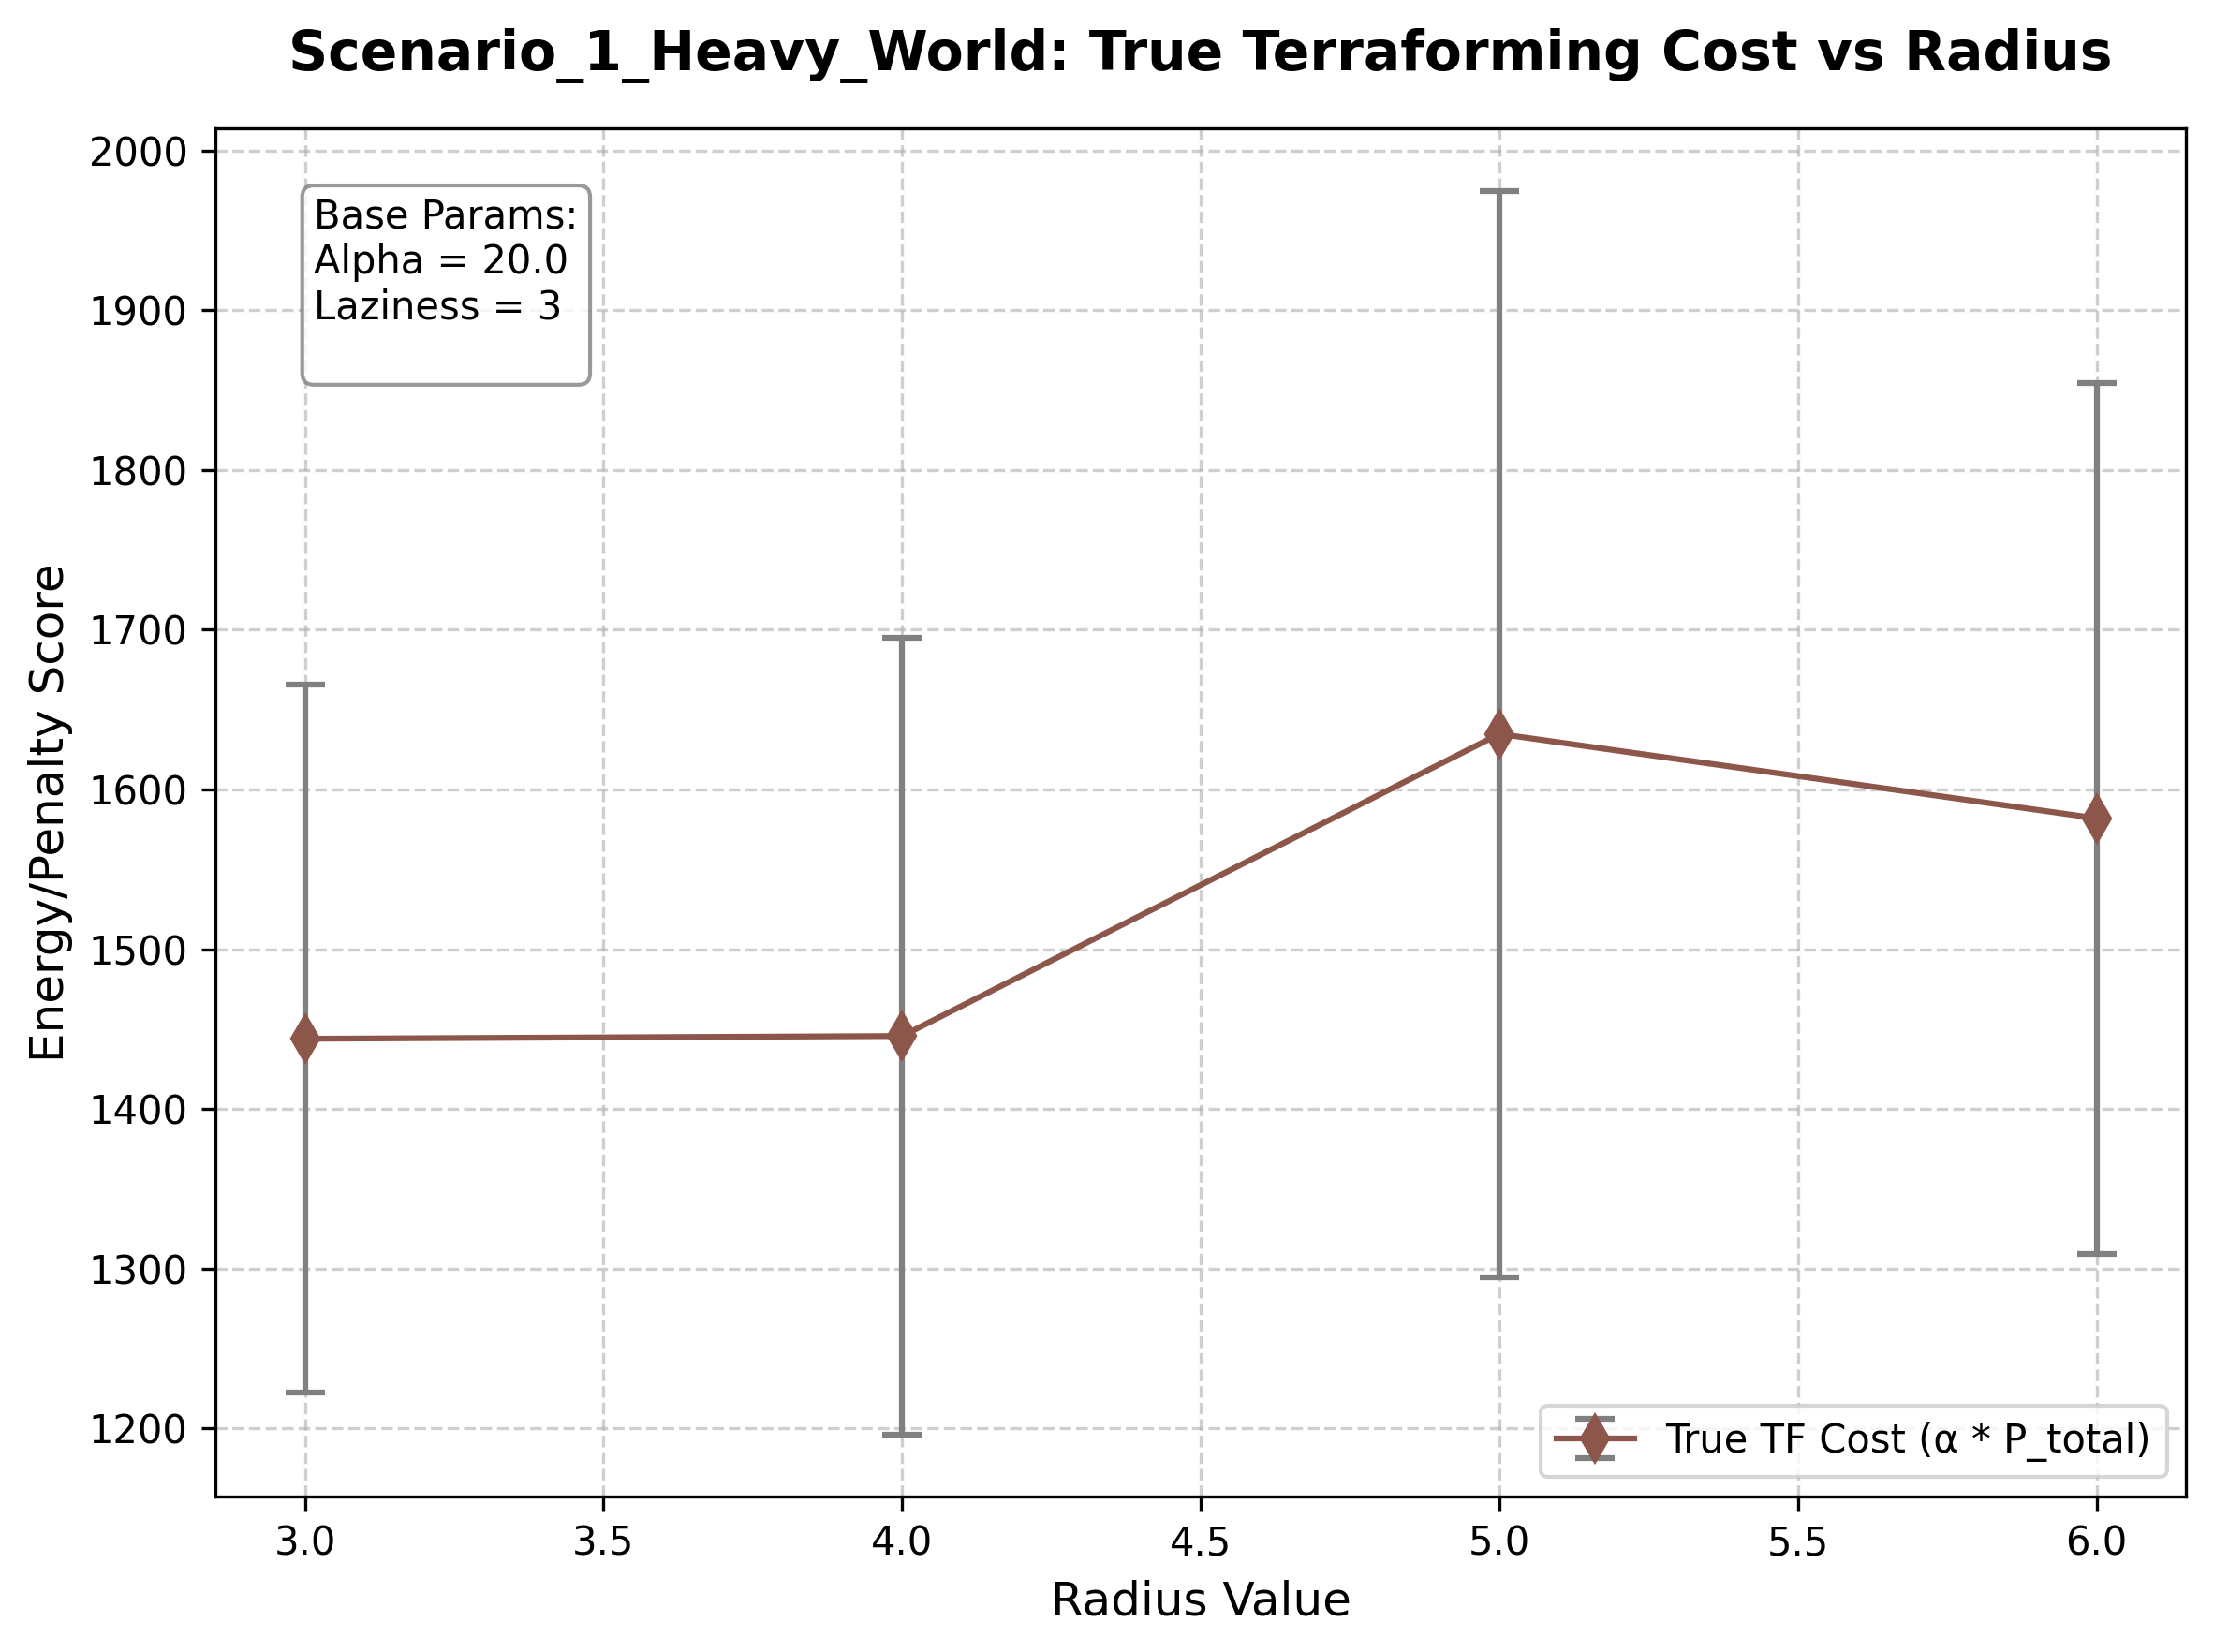 Scenario_1_Heavy_World: True Terraforming Cost vs Radius
Energy/Penalty Score
2000
1900
1800
1700
1600
1500
1400
1300
1200
Base Params:
Alpha = 20.0
Laziness = 3
True TF Cost (α * P_total)
3.0 3.5 4.0 4.5 5.0 5.5 6.0
Radius Value